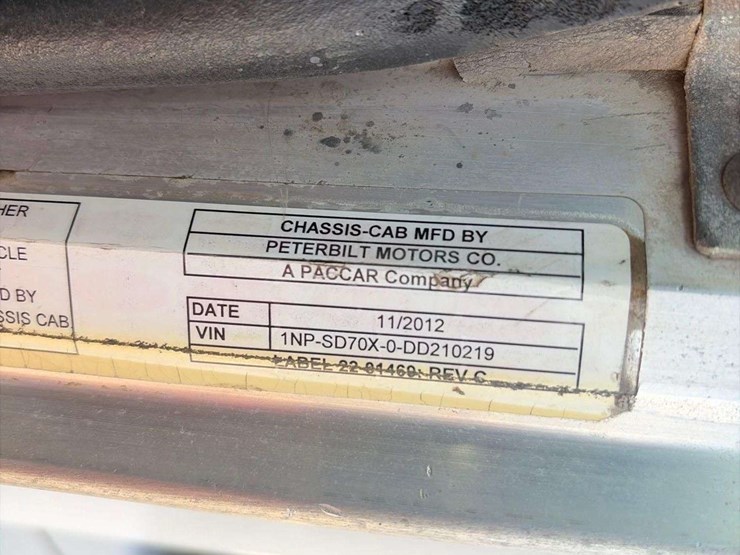 HER
CLE
D BY
SSIS CAB
CHASSIS-CAB MFD BY
PETERBILT MOTORS CO.
A PACCAR Company
DATE 11/2012
VIN 1NP-SD70X-0-DD210219
LABEL 22-01469: REV C